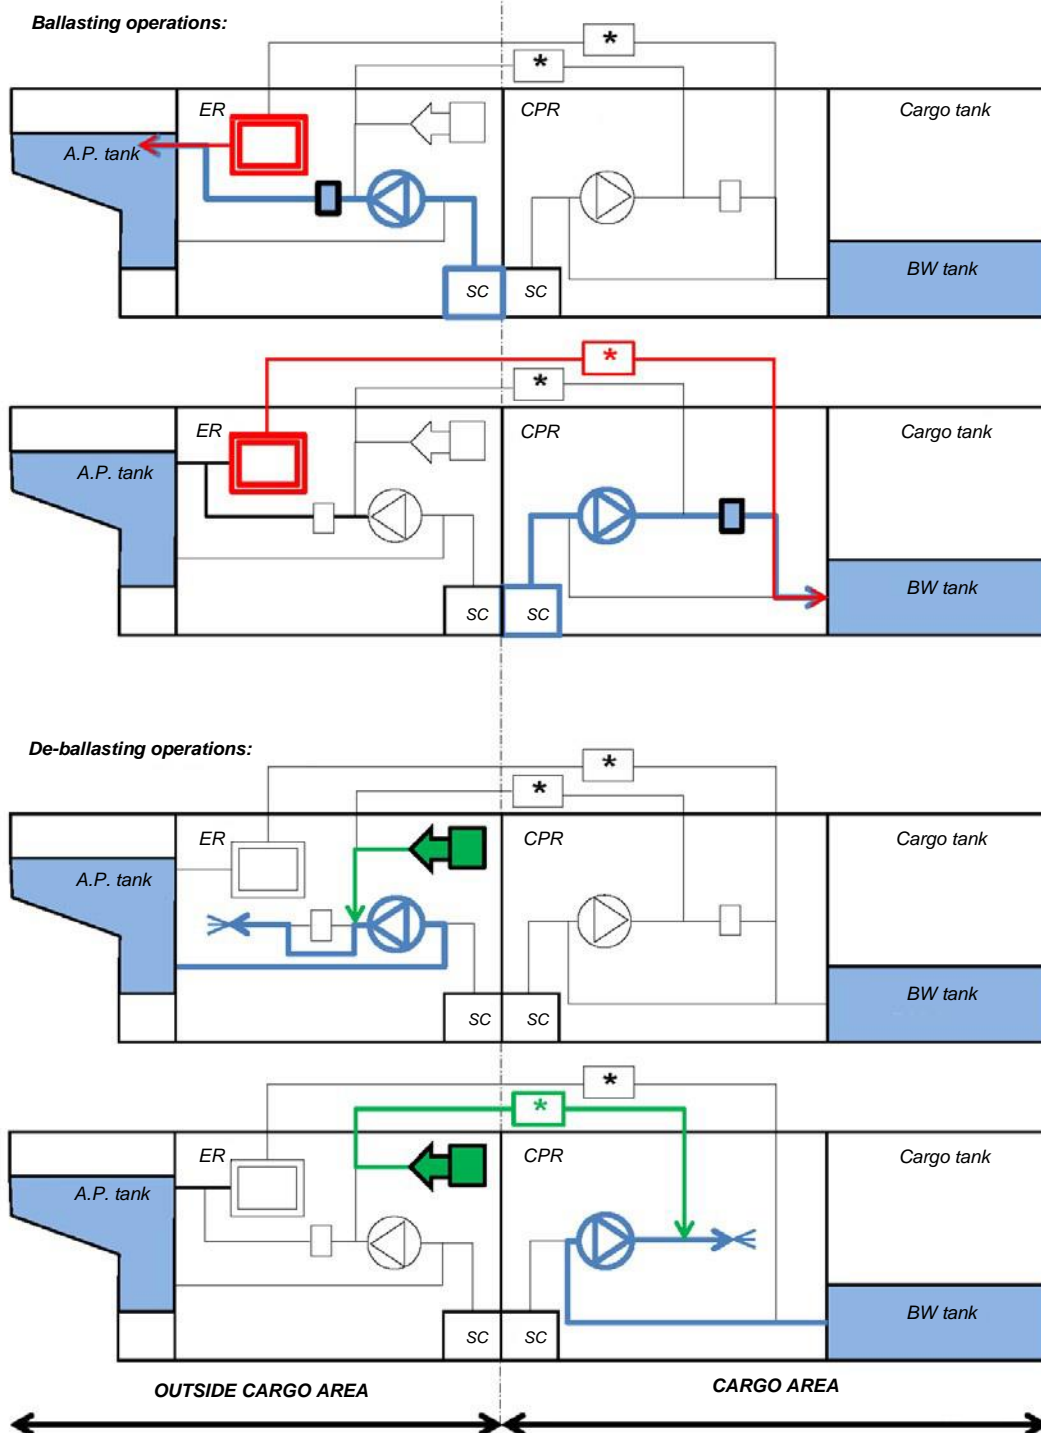 Ballasting operations:
*
*
ER
CPR
Cargo tank
A.P. tank
BW tank
SC
SC
*
*
ER
CPR
Cargo tank
A.P. tank
BW tank
SC
SC
De-ballasting operations:
*
*
ER
CPR
Cargo tank
A.P. tank
BW tank
SC
SC
*
*
ER
CPR
Cargo tank
A.P. tank
BW tank
SC
SC
OUTSIDE CARGO AREA
CARGO AREA